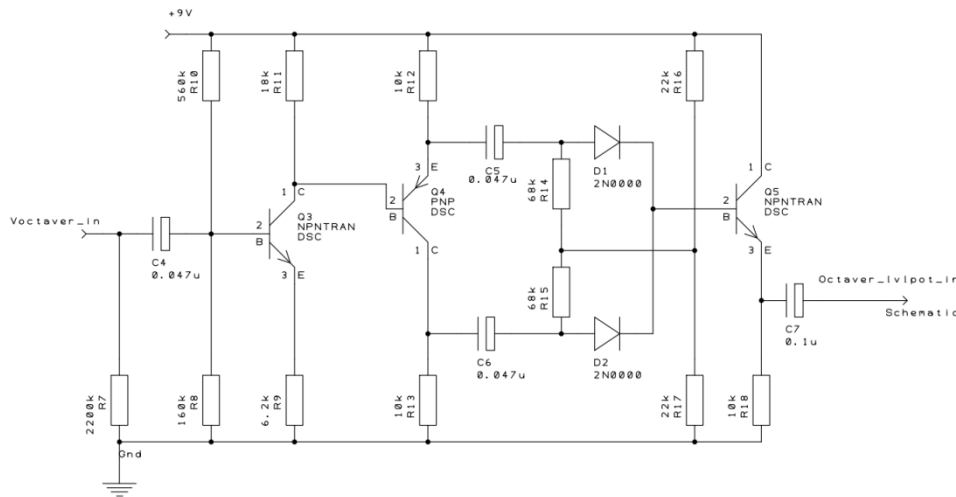 +9V
560k
R10
18k
R11
10k
R12
22k
R16
3 E
C5
0.047u
D1
2N0000
1 C
2
B
Q4
PNP
DSC
1 C
68k
R14
1 C
2
B
Q5
NPNTRAN
DSC
3 E
Voctaver_in
C4
0.047u
2
B
Q3
NPNTRAN
DSC
3 E
68k
R15
Octaver_lvlpot_in
Schematic
C7
0.1u
C6
0.047u
D2
2N0000
2200k
R7
160k
R8
6.2k
R9
10k
R13
22k
R17
10k
R18
Gnd